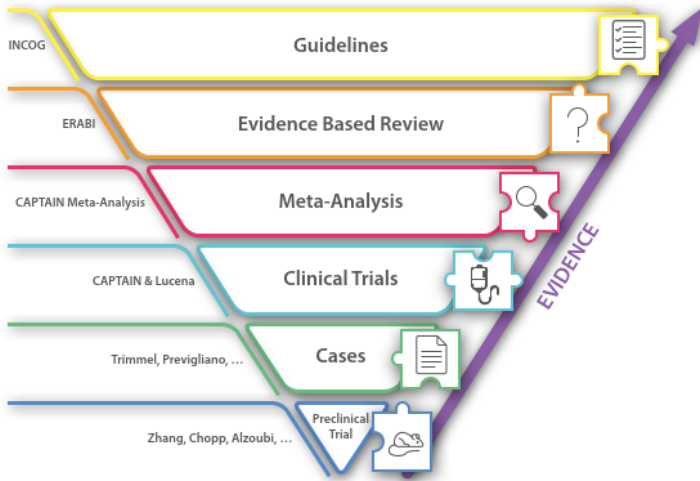 INCOG
Guidelines
ERABI
Evidence Based Review
CAPTAIN Meta-Analysis
Meta-Analysis
CAPTAIN & Lucena
Clinical Trials
EVIDENCE
Trimmel, Previgliano, ...
Cases
Zhang, Chopp, Alzoubi, ...
Preclinical
Trial